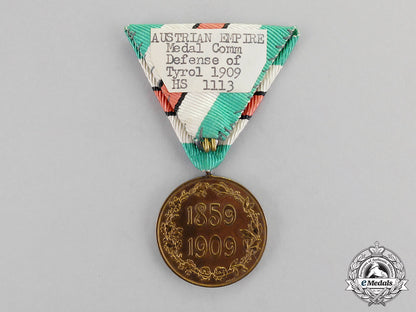 AUSTRIAN EMPIRE
Medal Comm
Defense of
Tyrol 1909
HS 1113
1859
1909
eMedals